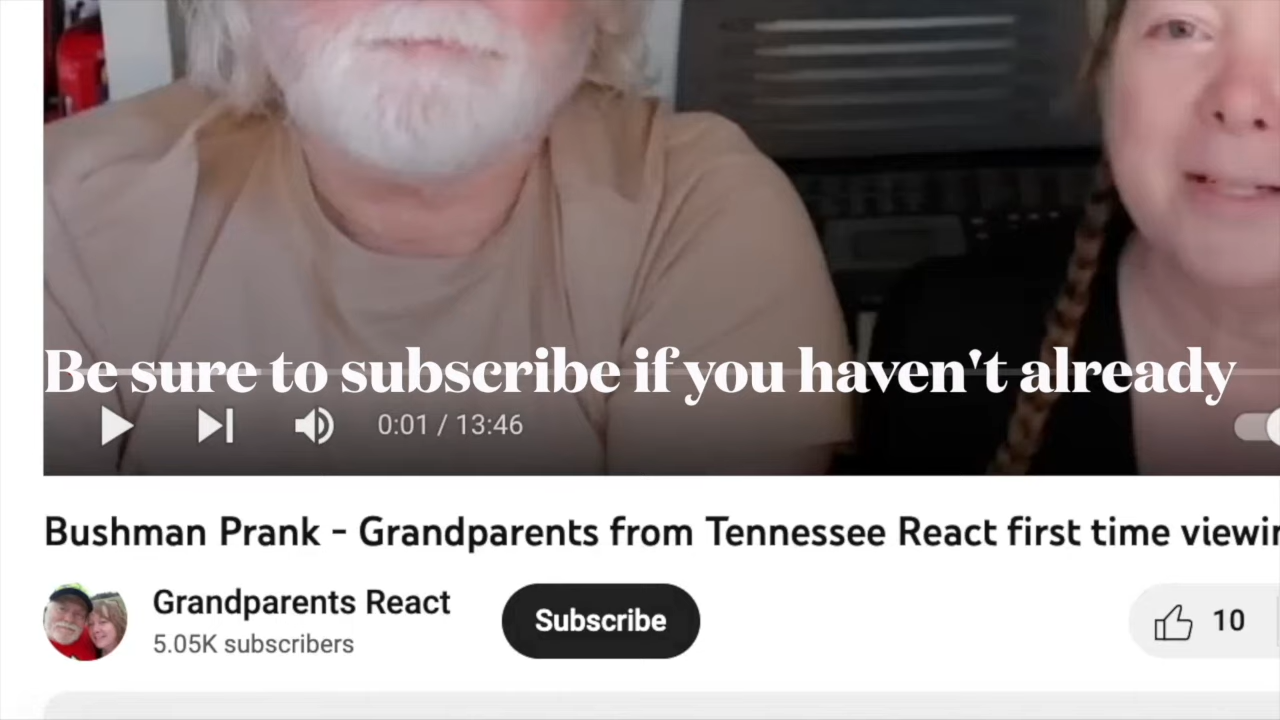 Be sure to subscribe if you haven't already
0:01 / 13:46
Bushman Prank - Grandparents from Tennessee React first time viewin
Grandparents React
5.05K subscribers
Subscribe
10